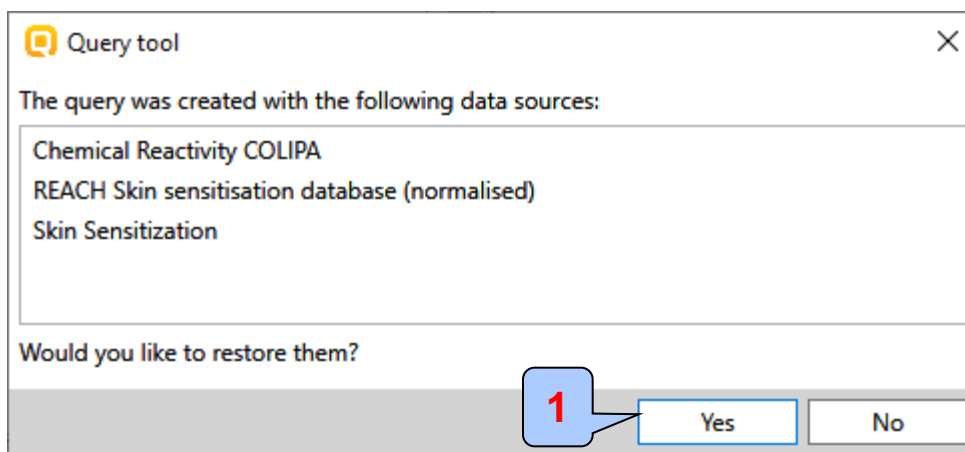 Query tool
The query was created with the following data sources:
Chemical Reactivity COLIPA
REACH Skin sensitisation database (normalised)
Skin Sensitization
Would you like to restore them?
1
Yes
No